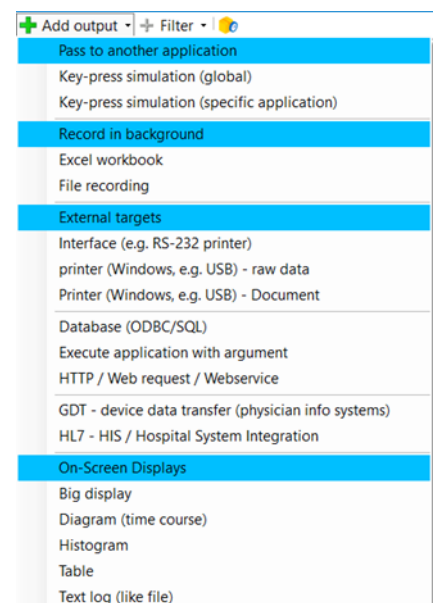 Add output Filter
Pass to another application
Key-press simulation (global)
Key-press simulation (specific application)
Record in background
Excel workbook
File recording
External targets
Interface (e.g. RS-232 printer)
printer (Windows, e.g. USB) - raw data
Printer (Windows, e.g. USB) - Document
Database (ODBC/SQL)
Execute application with argument
HTTP / Web request / Webservice
GDT - device data transfer (physician info systems)
HL7 - HIS / Hospital System Integration
On-Screen Displays
Big display
Diagram (time course)
Histogram
Table
Text log (like file)